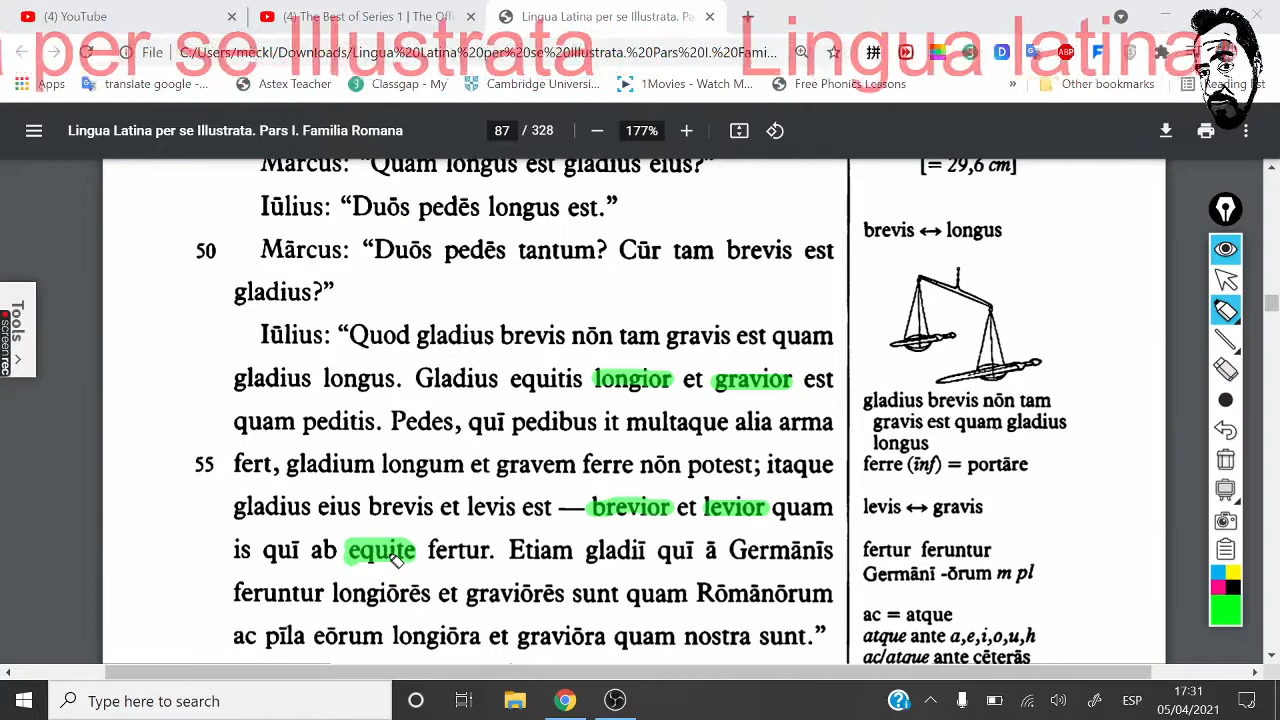 (4) YouTube
(4) The Best of Series 1 | The Off
Lingua Latina per se Illustrata. Pa
per se Illustrata Lingua latina
File C:/Users/meckl/Downloads/Lingua%20Latina%20per%20se%20Illustrata.%20Pars%20I.%20Fami...
Apps translate google -... Astex Teacher Classgap - My Cambridge Univer... 1Movies - Watch M... Free Phonics Lessons » Other bookmarks Reading list
Lingua Latina per se Illustrata. Pars I. Familia Romana 87 / 328 177%
Mārcus: “Quam longus est gladius eius?”
Iūlius: “Duōs pedēs longus est.”
50 Mārcus: “Duōs pedēs tantum? Cūr tam brevis est
gladius?”
Iūlius: “Quod gladius brevis nōn tam gravis est quam
gladius longus. Gladius equitis longior et gravior est
quam peditis. Pedes, quī pedibus it multaque alia arma
55 fert, gladium longum et gravem ferre nōn potest; itaque
gladius eius brevis et levis est — brevior et levior quam
is quī ab equite fertur. Etiam gladiī quī ā Germānīs
feruntur longiōrēs et graviōrēs sunt quam Rōmānōrum
ac pīla eōrum longiōra et graviōra quam nostra sunt.”
[= 29,6 cm]
brevis ↔ longus
gladius brevis nōn tam
gravis est quam gladius
longus
ferre (īnf) = portāre
levis ↔ gravis
fertur feruntur
Germānī -ōrum m pl
ac = atque
atque ante a,e,i,o,u,h
ac/atque ante cēterās
Tools
screenrec
Type here to search
ESP
17:31
05/04/2021